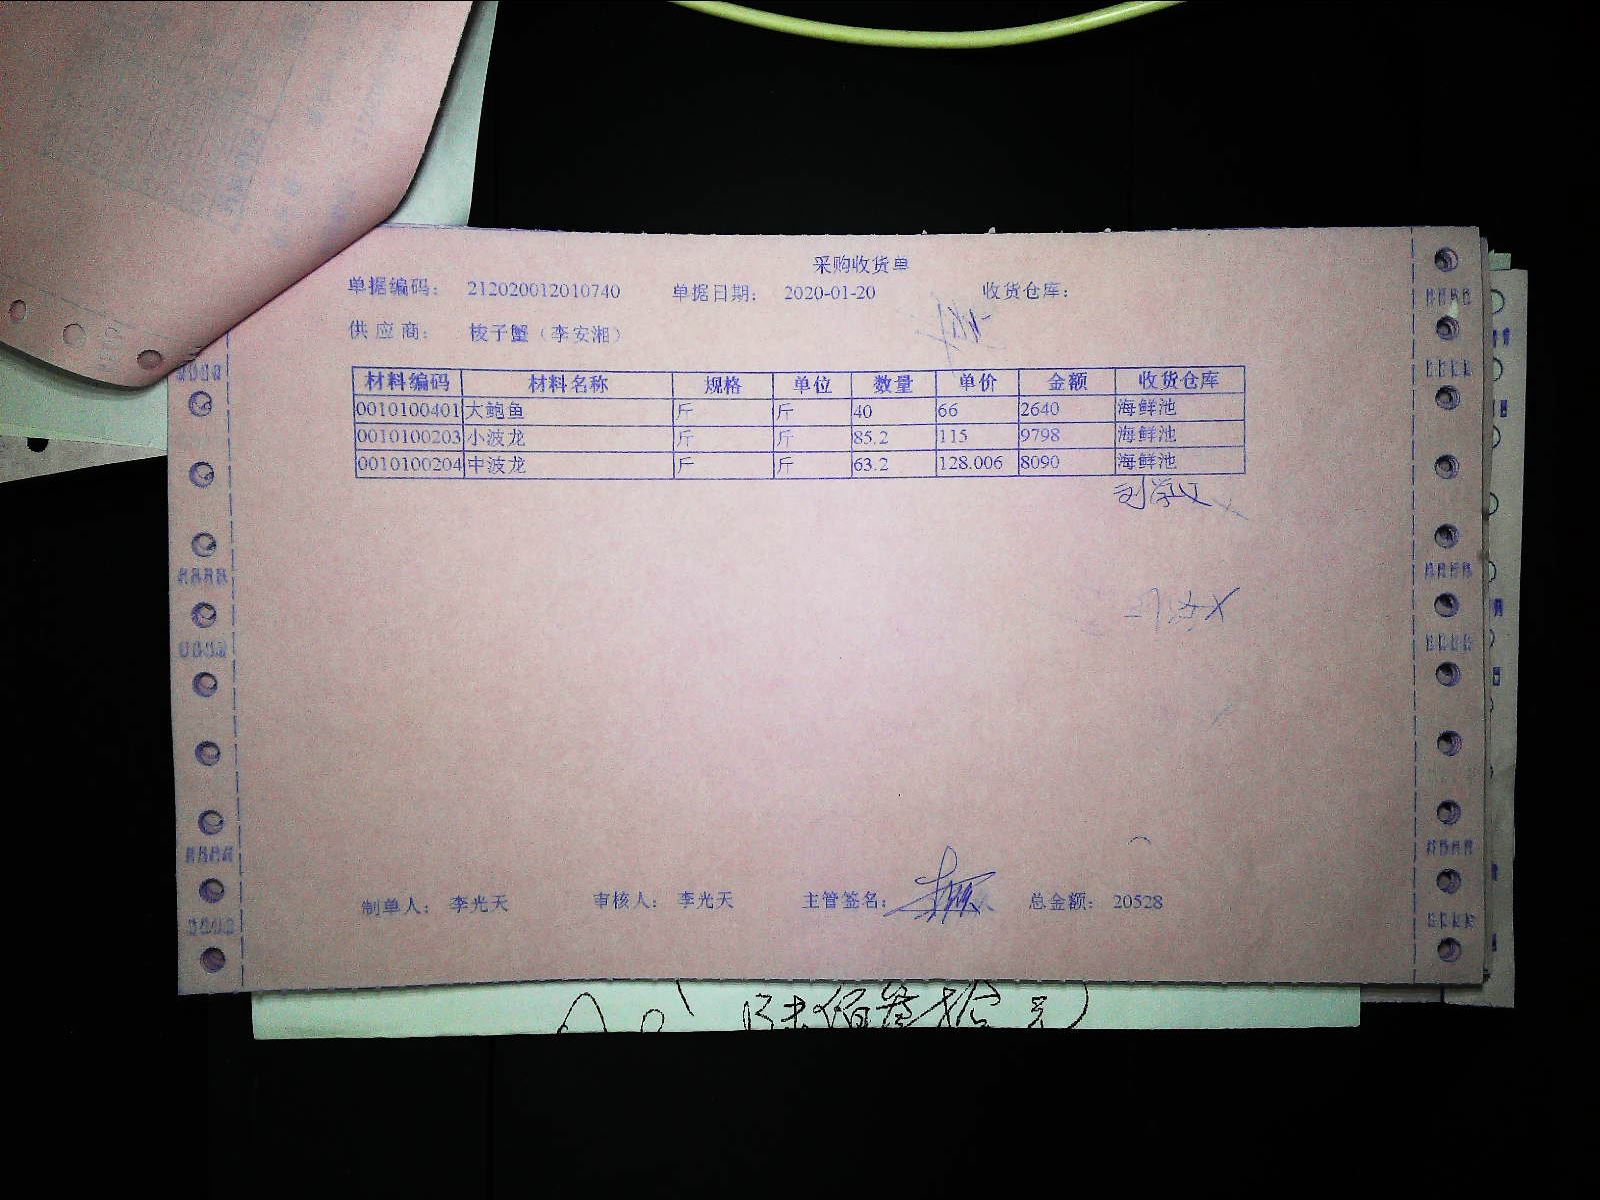 采购收货单
单据编码: 212020012010740 单据日期: 2020-01-20 收货仓库:
供应商: 梭子蟹（李安湘）
材料编码 材料名称 规格 单位 数量 单价 金额 收货仓库
0010100401 大鲍鱼 斤 斤 40 66 2640 海鲜池
0010100203 小波龙 斤 斤 85.2 115 9798 海鲜池
0010100204 中波龙 斤 斤 63.2 128.006 8090 海鲜池
制单人: 李光天 审核人: 李光天 主管签名: 总金额: 20528